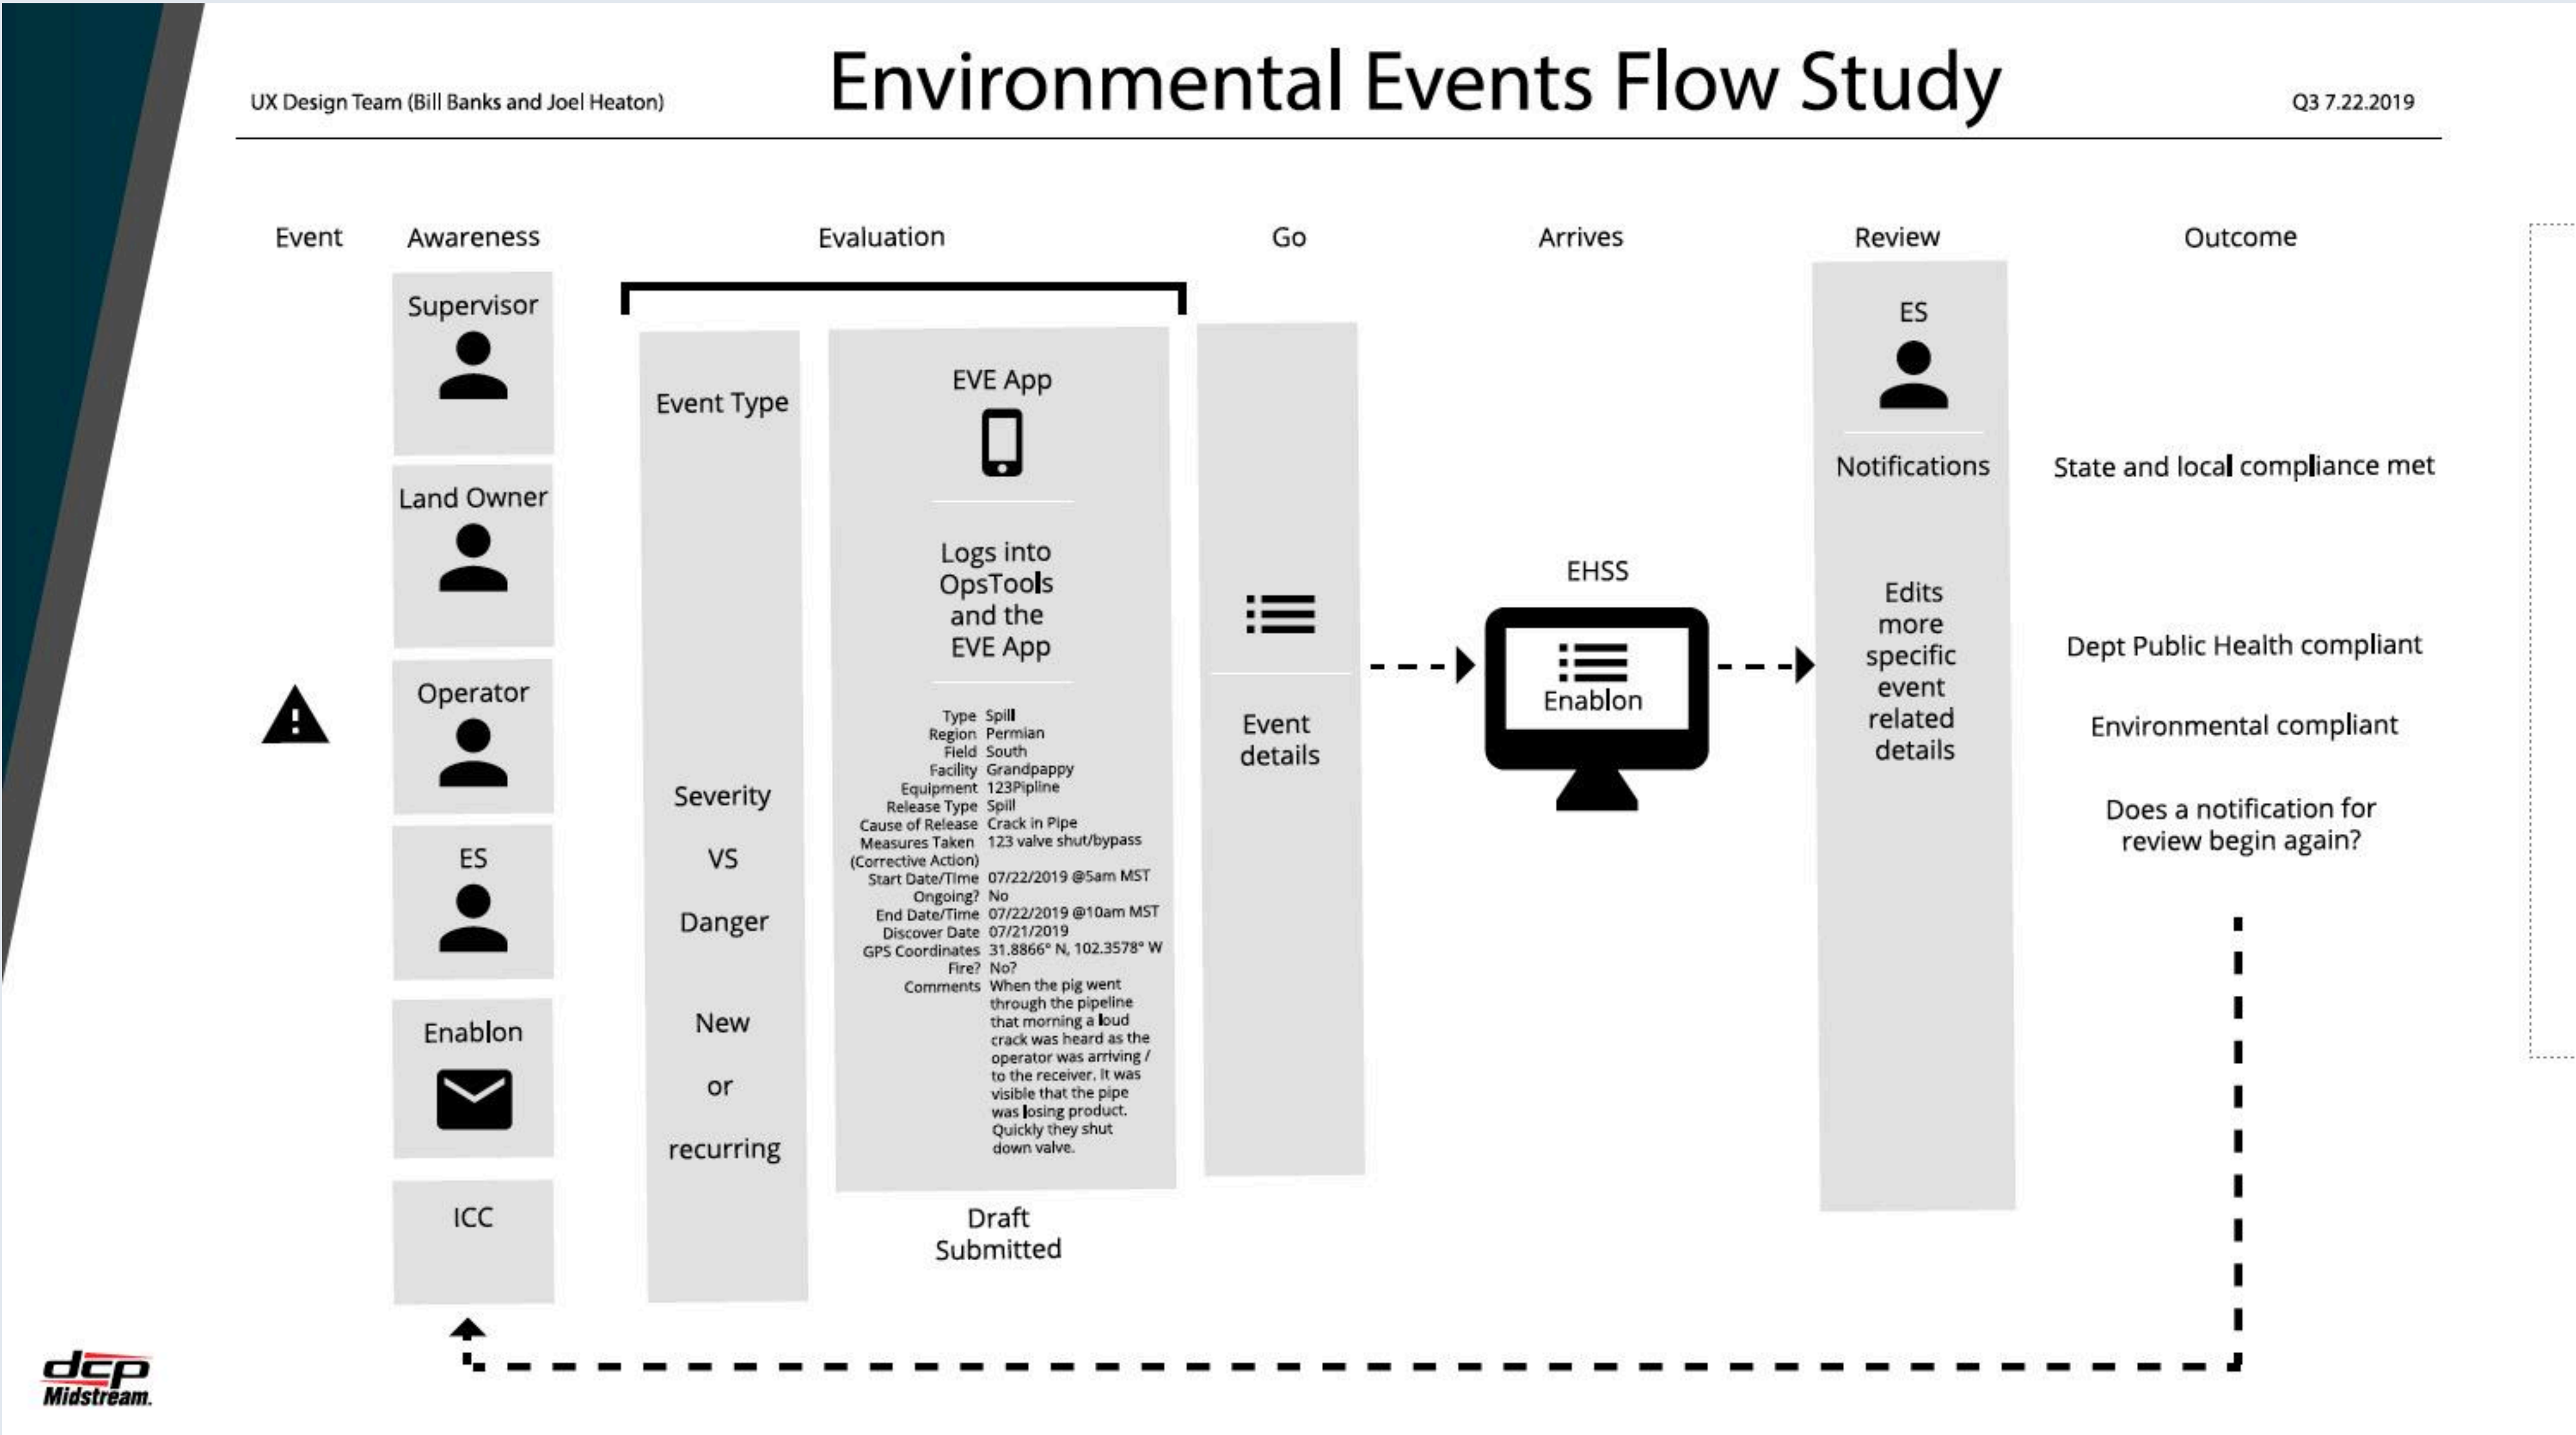 UX Design Team (Bill Banks and Joel Heaton)
Environmental Events Flow Study
Q3 7.22.2019
Event
Awareness
Evaluation
Go
Arrives
Review
Outcome
Supervisor
Land Owner
Operator
ES
Enablon
ICC
Event Type
Severity
VS
Danger
New
or
recurring
EVE App
Logs into
OpsTools
and the
EVE App
Type Spill
Region Permian
Field South
Facility Grandpappy
Equipment 123Pipline
Release Type Spill
Cause of Release Crack in Pipe
Measures Taken 123 valve shut/bypass
(Corrective Action)
Start Date/Time 07/22/2019 @5am MST
Ongoing? No
End Date/Time 07/22/2019 @10am MST
Discover Date 07/21/2019
GPS Coordinates 31.8866° N, 102.3578° W
Fire? No?
Comments When the pig went
through the pipeline
that morning a loud
crack was heard as the
operator was arriving /
to the receiver. It was
visible that the pipe
was losing product.
Quickly they shut
down valve.
Draft
Submitted
Event
details
EHSS
Enablon
ES
Notifications
Edits
more
specific
event
related
details
State and local compliance met
Dept Public Health compliant
Environmental compliant
Does a notification for
review begin again?
dcp
Midstream.